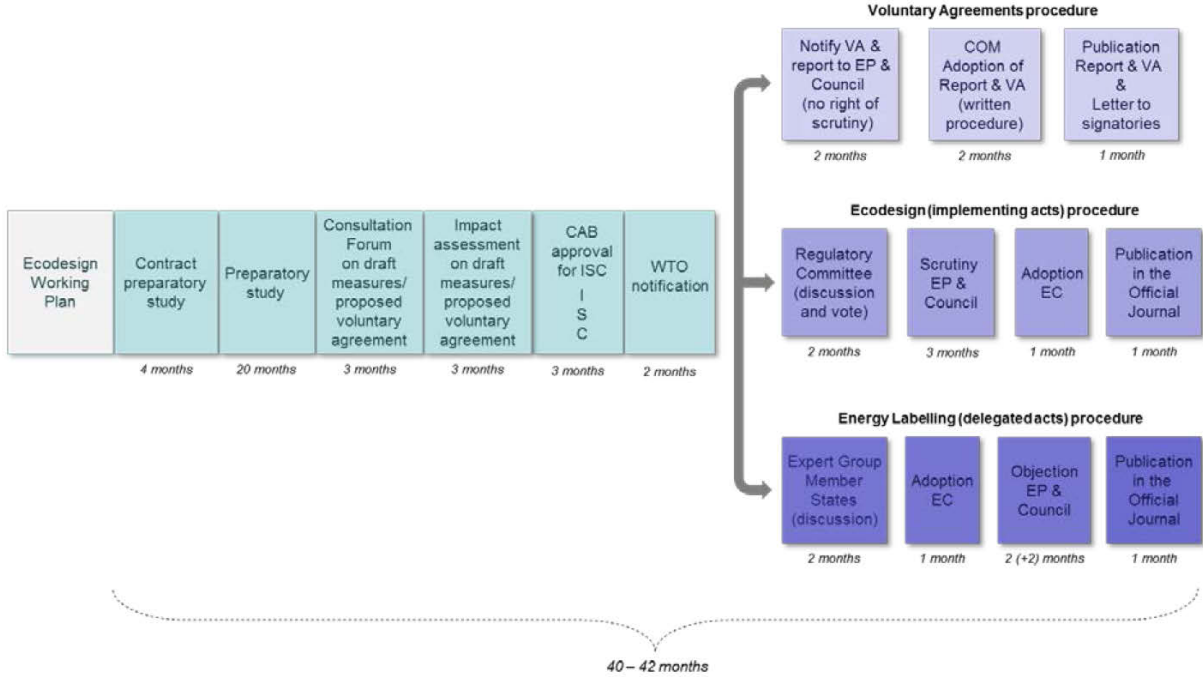 Voluntary Agreements procedure
Notify VA &
report to EP &
Council
(no right of
scrutiny)
2 months
COM
Adoption of
Report & VA
(written
procedure)
2 months
Publication
Report & VA
&
Letter to
signatories
1 month
Ecodesign
Working
Plan
Contract
preparatory
study
4 months
Preparatory
study
20 months
Consultation
Forum
on draft
measures/
proposed
voluntary
agreement
3 months
Impact
assessment
on draft
measures/
proposed
voluntary
agreement
3 months
CAB
approval
for ISC
I
S
C
3 months
WTO
notification
2 months
Ecodesign (implementing acts) procedure
Regulatory
Committee
(discussion
and vote)
2 months
Scrutiny
EP &
Council
3 months
Adoption
EC
1 month
Publication
in the
Official
Journal
1 month
Energy Labelling (delegated acts) procedure
Expert Group
Member
States
(discussion)
2 months
Adoption
EC
1 month
Objection
EP &
Council
2 (+2) months
Publication
in the
Official
Journal
1 month
40 – 42 months